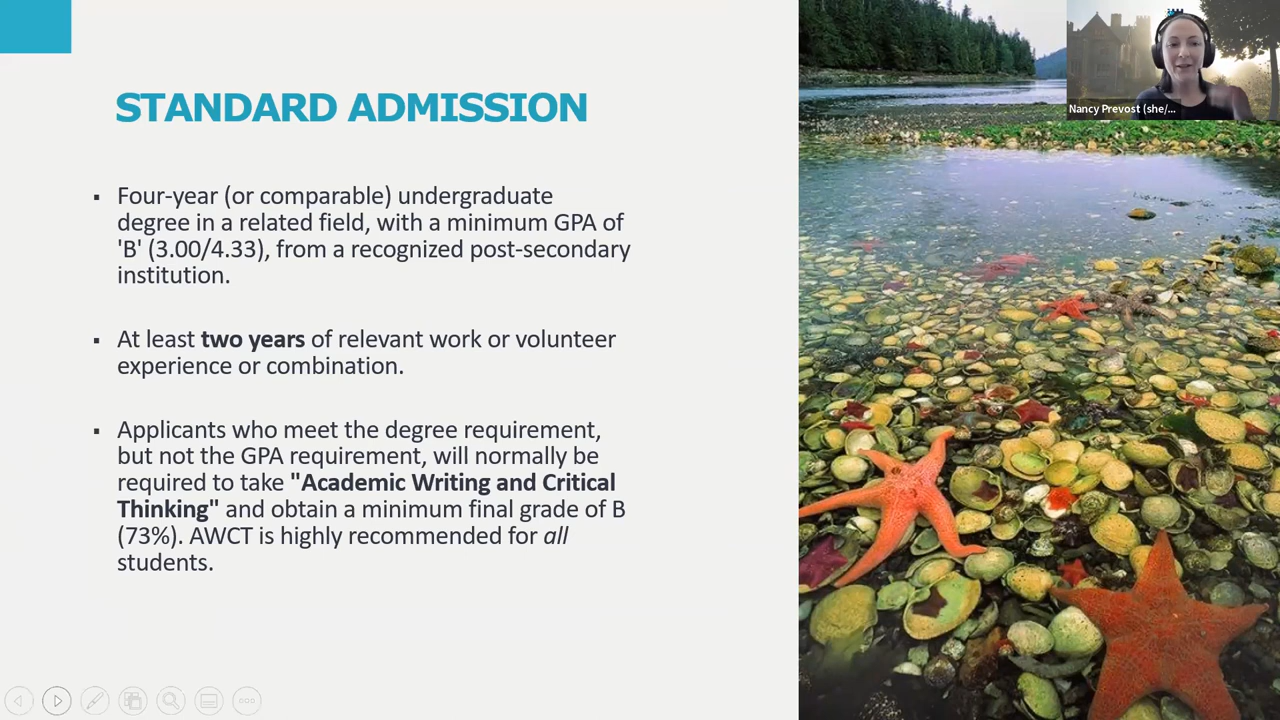 Nancy Prevost (she/...
STANDARD ADMISSION
▪ Four-year (or comparable) undergraduate
degree in a related field, with a minimum GPA of
'B' (3.00/4.33), from a recognized post-secondary
institution.
▪ At least two years of relevant work or volunteer
experience or combination.
▪ Applicants who meet the degree requirement,
but not the GPA requirement, will normally be
required to take "Academic Writing and Critical
Thinking" and obtain a minimum final grade of B
(73%). AWCT is highly recommended for all
students.